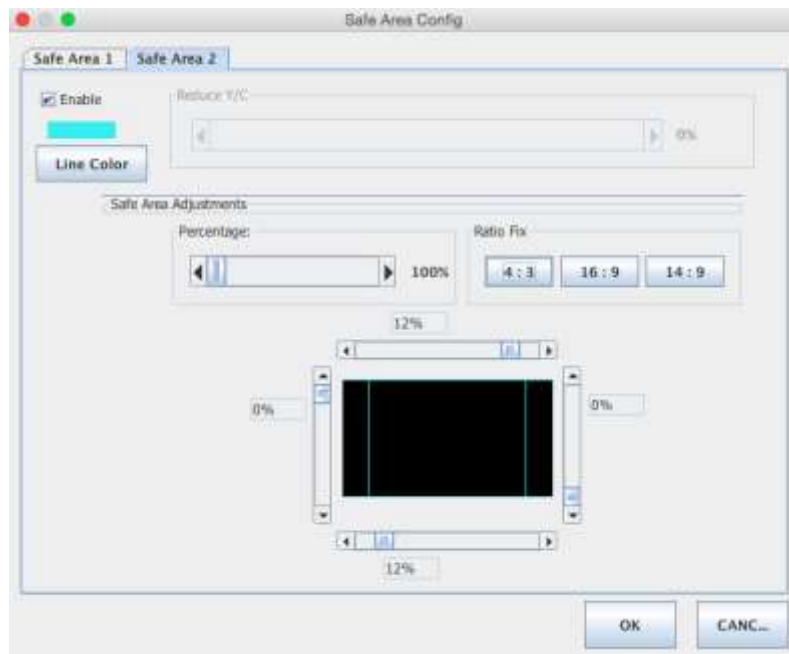 Safe Area Config
Safe Area 1
Safe Area 2
Enable
Reduce Y/C
0%
Line Color
Safe Area Adjustments
Percentage:
100%
Ratio Fix
4 : 3
16 : 9
14 : 9
12%
0%
0%
12%
OK
CANC...